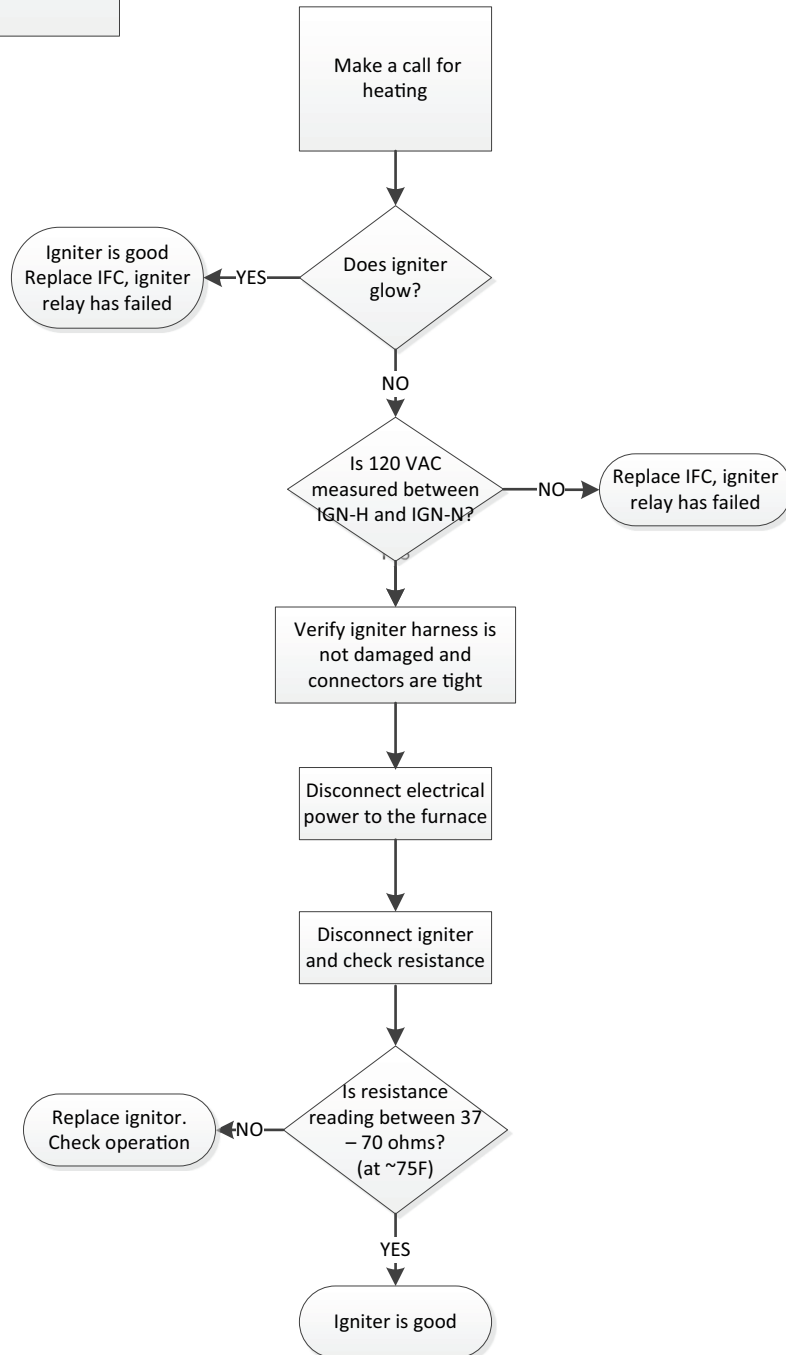 Make a call for
heating
Does igniter
glow?
YES
Igniter is good
Replace IFC, igniter
relay has failed
NO
Is 120 VAC
measured between
IGN-H and IGN-N?
NO
Replace IFC, igniter
relay has failed
Verify igniter harness is
not damaged and
connectors are tight
Disconnect electrical
power to the furnace
Disconnect igniter
and check resistance
Is resistance
reading between 37
– 70 ohms?
(at ~75F)
NO
Replace ignitor.
Check operation
YES
Igniter is good